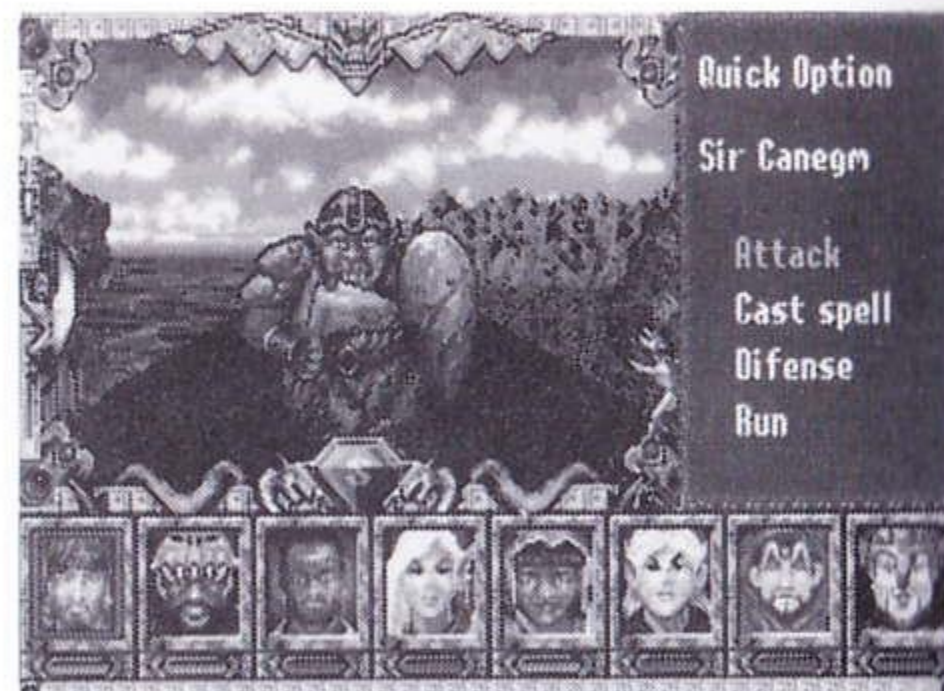 Quick Option
Sir Canegm
Attack
Cast spell
Difense
Run